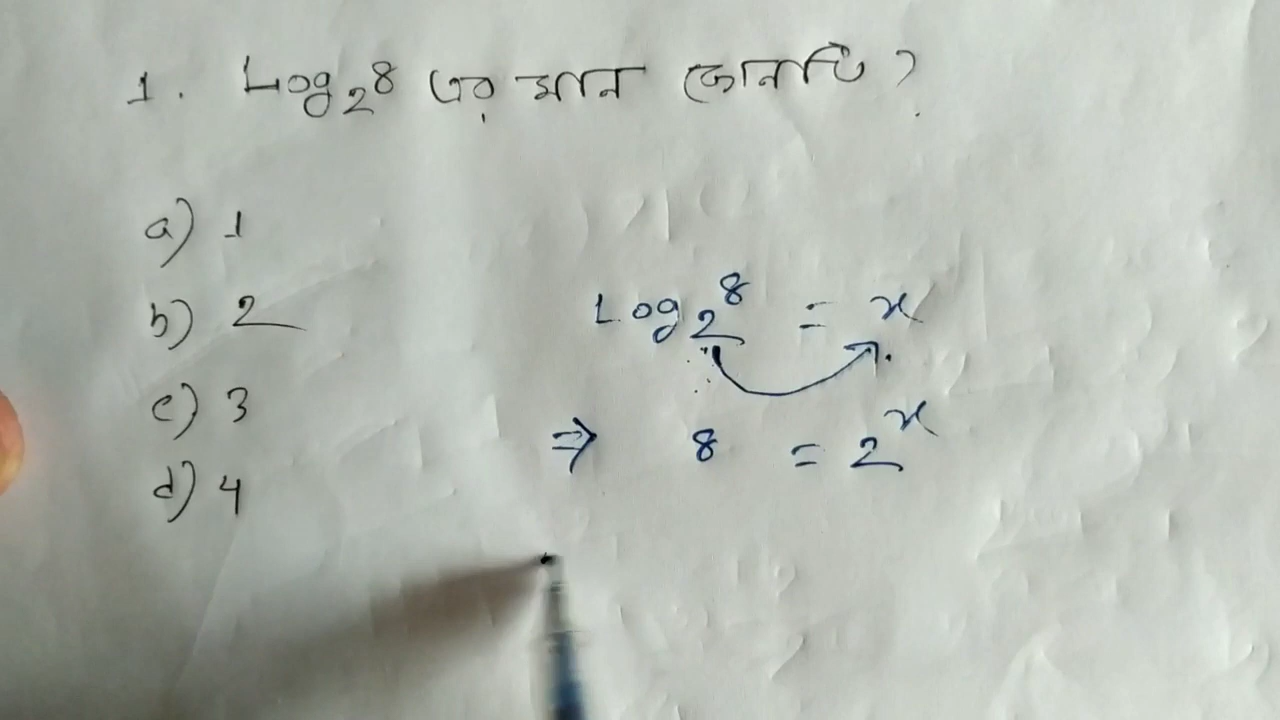 1. Log₂8 এর মান কোনটি?
a) 1
b) 2
c) 3
d) 4
Log₂8 = x
⇒ 8 = 2ˣ